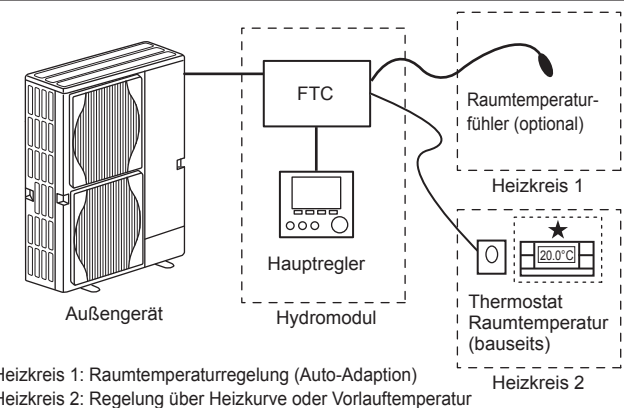 FTC
Raumtemperatur-
fühler (optional)
Heizkreis 1
Hauptregler
20.0°C
Außengerät
Hydromodul
Thermostat
Raumtemperatur
(bauseits)
Heizkreis 2
Heizkreis 1: Raumtemperaturregelung (Auto-Adaption)
Heizkreis 2: Regelung über Heizkurve oder Vorlauftemperatur